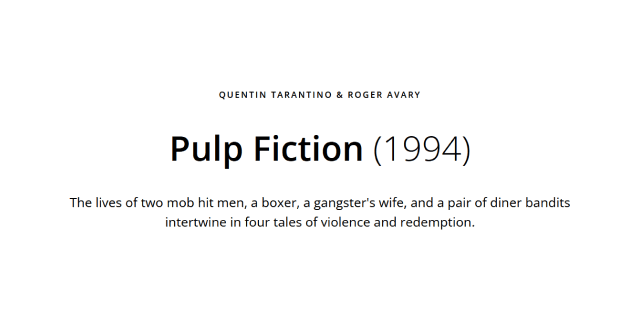 QUENTIN TARANTINO & ROGER AVARY
Pulp Fiction (1994)
The lives of two mob hit men, a boxer, a gangster's wife, and a pair of diner bandits
intertwine in four tales of violence and redemption.